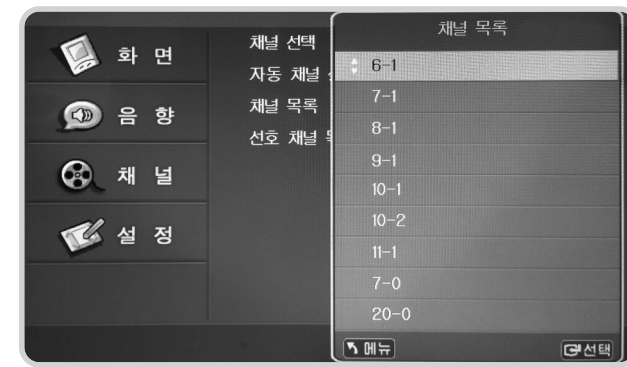 화 면
음 향
채 널
설 정
채널 선택
자동 채널
채널 목록
선호 채널
채널 목록
6-1
7-1
8-1
9-1
10-1
10-2
11-1
7-0
20-0
메뉴
선택